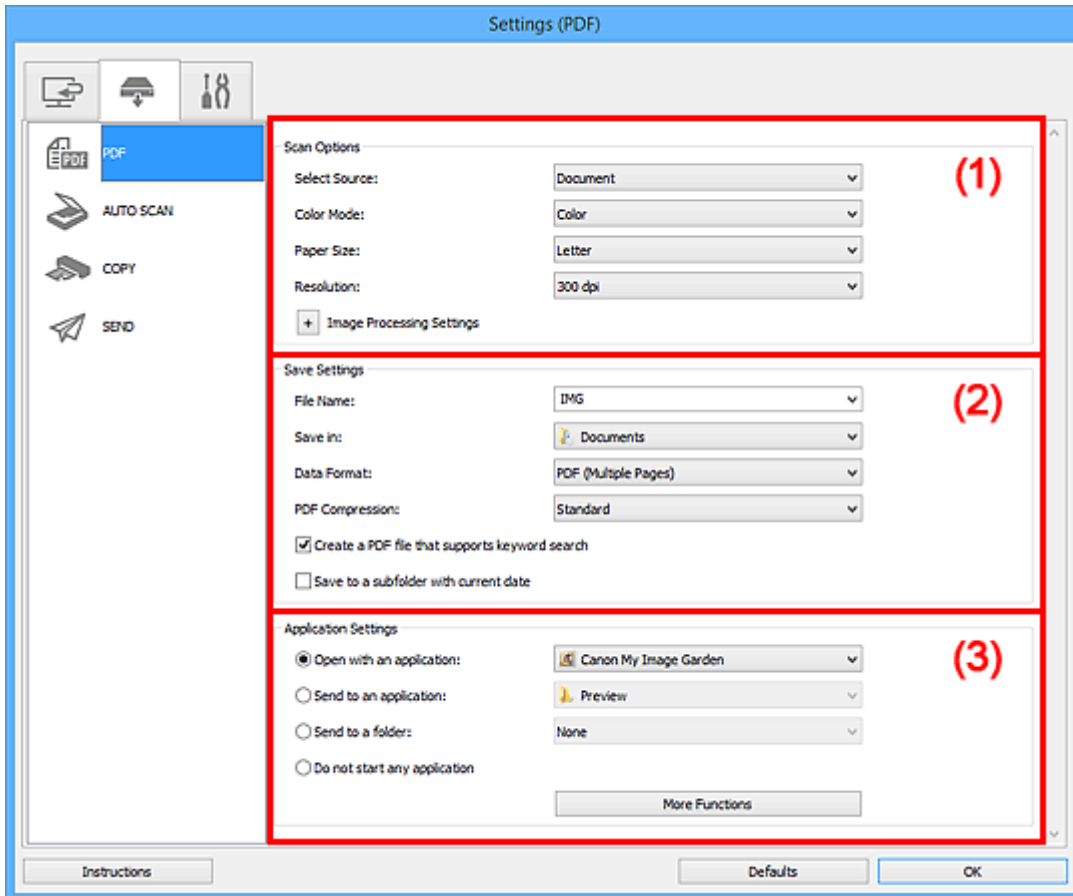 Settings (PDF)
PDF
PDF
AUTO SCAN
COPY
SEND
Scan Options
(1)
Select Source: Document
Color Mode: Color
Paper Size: Letter
Resolution: 300 dpi
+ Image Processing Settings
Save Settings
(2)
File Name: IMG
Save in: Documents
Data Format: PDF (Multiple Pages)
PDF Compression: Standard
Create a PDF file that supports keyword search
Save to a subfolder with current date
Application Settings
(3)
Open with an application: Canon My Image Garden
Send to an application: Preview
Send to a folder: None
Do not start any application
More Functions
Instructions Defaults OK